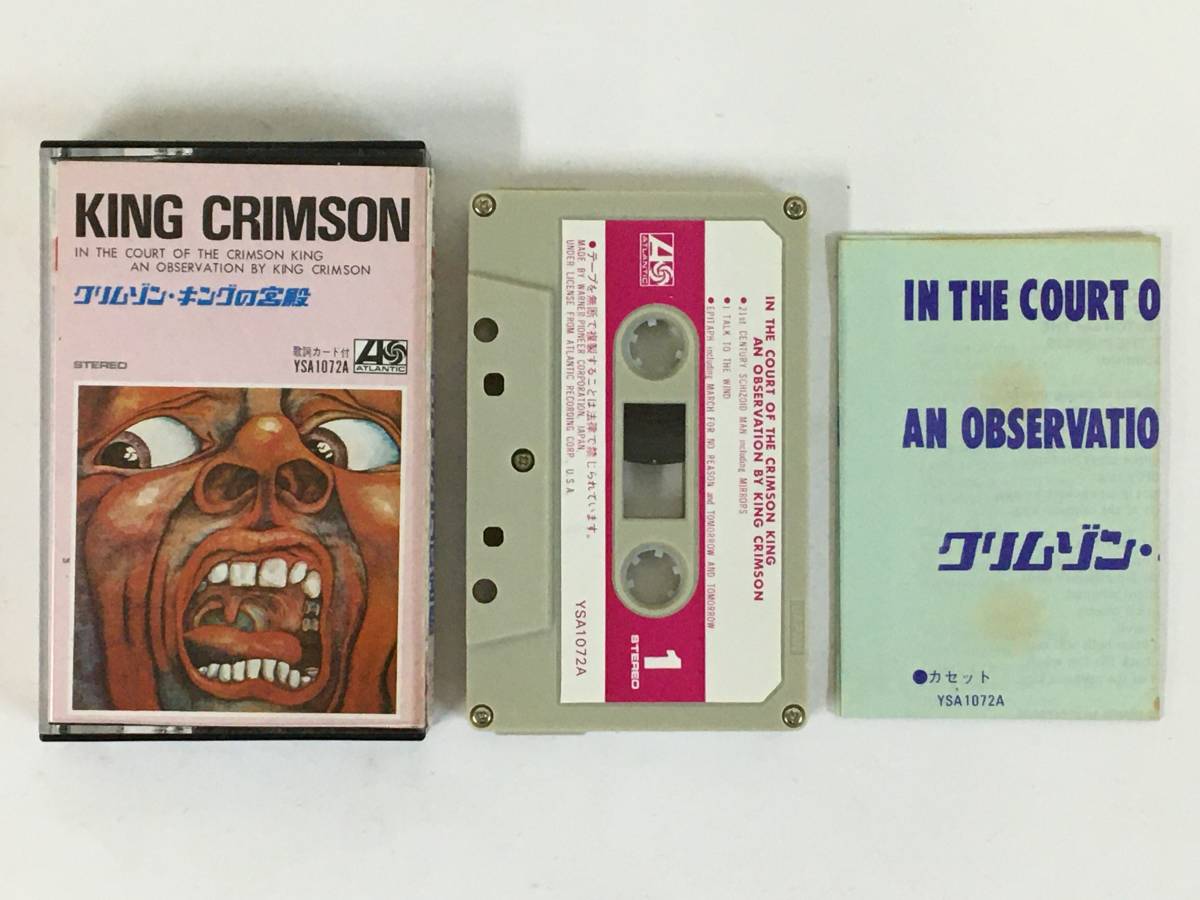 KING CRIMSON
IN THE COURT OF THE CRIMSON KING
AN OBSERVATION BY KING CRIMSON
クリムゾン・キングの宮殿
STEREO
歌詞カード付
YSA1072A
ATLANTIC
ATLANTIC
IN THE COURT OF THE CRIMSON KING
AN OBSERVATION BY KING CRIMSON
● 21st CENTURY SCHIZOID MAN including MIRRORS
● I TALK TO THE WIND
● EPITAPH including MARCH FOR NO REASON and TOMORROW AND TOMORROW
1
STEREO
●テープを無断で複製することは法律で禁じられています。
MADE BY WARNER-PIONEER CORPORATION, JAPAN,
UNDER LICENSE FROM ATLANTIC RECORDING CORP., U.S.A.
YSA1072A
IN THE COURT O
AN OBSERVATIO
クリムゾン・
●カセット
YSA1072A